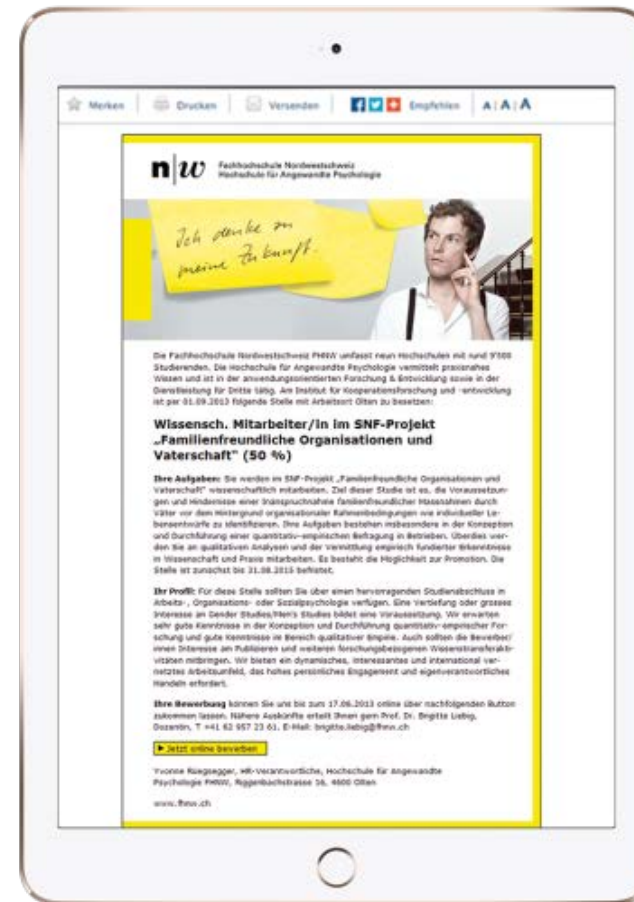 Merken Drucken Versenden Empfehlen A A A
n w Fachhochschule Nordwestschweiz
Hochschule für Angewandte Psychologie
Ich denke an
meine Zukunft.
Die Fachhochschule Nordwestschweiz FHNW umfasst neun Hochschulen mit rund 9'500
Studierenden. Die Hochschule für Angewandte Psychologie vermittelt praxisnahes
Wissen und ist in der anwendungsorientierten Forschung & Entwicklung sowie in der
Dienstleistung für Dritte tätig. Am Institut für Kooperationsforschung und -entwicklung
ist per 01.09.2013 folgende Stelle mit Arbeitsort Olten zu besetzen:
Wissensch. Mitarbeiter/in im SNF-Projekt
„Familienfreundliche Organisationen und
Vaterschaft" (50 %)
Ihre Aufgaben: Sie werden im SNF-Projekt „Familienfreundliche Organisationen und
Vaterschaft" wissenschaftlich mitarbeiten. Ziel dieser Studie ist es, die Voraussetzun-
gen und Hindernisse einer Inanspruchnahme familienfreundlicher Massnahmen durch
Väter vor dem Hintergrund organisationaler Rahmenbedingungen wie individueller Le-
bensentwürfe zu identifizieren. Ihre Aufgaben bestehen insbesondere in der Konzeption
und Durchführung einer quantitativ-empirischen Befragung in Betrieben. Überdies wer-
den Sie an qualitativen Analysen und der Vermittlung empirisch fundierter Erkenntnisse
in Wissenschaft und Praxis mitarbeiten. Es besteht die Möglichkeit zur Promotion. Die
Stelle ist zunächst bis 31.08.2015 befristet.
Ihr Profil: Für diese Stelle sollten Sie über einen hervorragenden Studienabschluss in
Arbeits-, Organisations- oder Sozialpsychologie verfügen. Eine Vertiefung oder grosses
Interesse an Gender Studies/Men's Studies bildet eine Voraussetzung. Wir erwarten
sehr gute Kenntnisse in der Konzeption und Durchführung quantitativ-empirischer For-
schung und gute Kenntnisse im Bereich qualitativer Empirie. Auch sollten die Bewerber/
innen Interesse am Publizieren und weiteren forschungsbezogenen Wissenstransferakti-
vitäten mitbringen. Wir bieten ein dynamisches, interessantes und international ver-
netztes Arbeitsumfeld, das hohes persönliches Engagement und eigenverantwortliches
Handeln erfordert.
Ihre Bewerbung können Sie uns bis zum 17.06.2013 online über nachfolgenden Button
zukommen lassen. Nähere Auskünfte erteilt Ihnen gern Prof. Dr. Brigitte Liebig,
Dozentin, T +41 62 957 23 61, E-Mail: brigitte.liebig@fhnw.ch
Jetzt online bewerben
Yvonne Rüegsegger, HR-Verantwortliche, Hochschule für Angewandte
Psychologie FHNW, Riggenbachstrasse 16, 4600 Olten
www.fhnw.ch